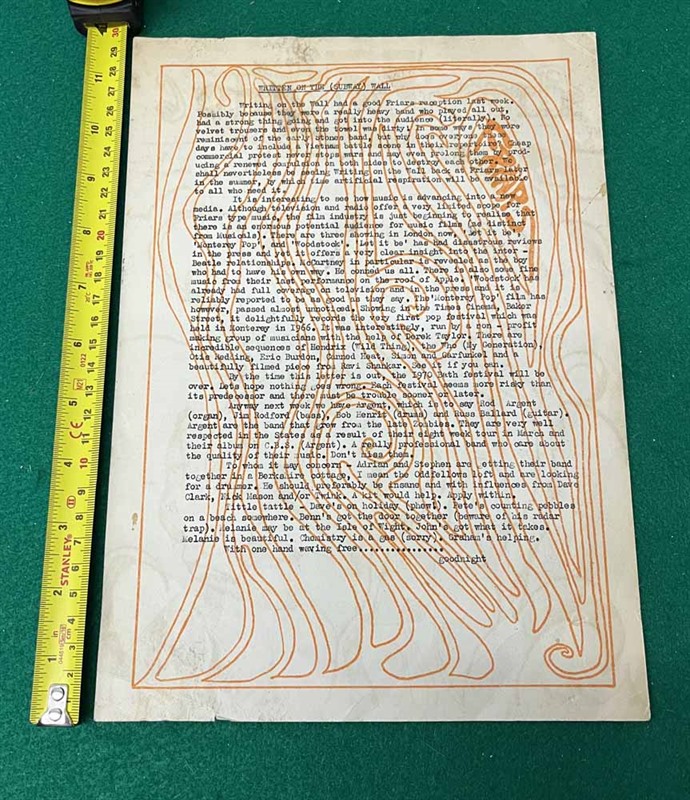 WRITTEN ON THE (SUBWAY) WALL
Writing on the Wall had a good Friars reception last week.
Possibly because they are a really heavy band who played all out,
had a strong thing going and got into the audience (literally). No
velvet trousers and even the towel was dirty! Some were
reminiscent of the early Stones band, but why does everyone these
days have to include a Vietnam battle scene in their repertoire. Cheap
commercial protest never stops wars and even prolongs them by prod-
ucing a renewed compulsion on both sides to destroy each other. I
shall nevertheless having Writing on the Wall back at Friars later
in the summer, by which time artificial respiration will be available
to all who need it.
It is interesting to see how music is advancing into new
media. Although television and radio offer a very limited scope for
Friars type music, the film industry is just beginning to realise that
there is an enormous potential audience for music films (as distinct
from Musicals). There are three showing in London now, 'Let it Be',
'Monterey Pop', and 'Woodstock'. 'Let it be' has had disastrous reviews
in the press and yet it offers a very clear insight into the inter -
Beatle relationships. McCartney in particular is revealed as the boy
who had to have his own way. He conned us all. There is also some fine
music from their last performance on the roof of Apple. 'Woodstock' has
already had full coverage on television and in the press and is
reliably reported to be as good as they say. The 'Monterey Pop' film has
however, passed almost unnoticed. Showing in the Times Cinema, Baker
Street, it delightfully records the very first pop festival which was
held in Monterey in 1966. It was interestingly, run by a non - profit
making group of musicians with the help of Derek Taylor. There are
incredible sequences of Hendrix (Wild Thing), the Who (My Generation),
Otis Redding, Eric Burdon, Canned Heat, Simon and Garfunkel and a
beautifully filmed piece from Ravi Shankar. See it if you can.
By the time this letter is out, the 1970 Bath festival will be
over. Lets hope nothing goes wrong. Each festival seems more risky than
its predecessor and there must be trouble sooner or later.
By next week we have Argent, which is to say Rod Argent
(organ), Jim Rodford (bass), Bob Henrit (drums) and Russ Ballard (guitar).
Argent are the band that grew from the late Zombies. They are very well
respected in the States as a result of their eight week tour in March and
their album on C.B.S. (Argent). A really professional band who care about
the quality of their music. Don't miss them.
To whom it may concern - Adrian and Stephen are getting their band
together in a Berkshire cottage, I mean the Oddfellows loft and are looking
for a drummer. He should preferably be insane and with influences from Dave
Clark, Nick Mason and/or Twink. A kit would help. Apply within.
Tittle tattle - Dave's on holiday (phew!). Pete's counting pebbles
on a beach somewhere. Benn's got the door together (beware of his radar
trap). Melanie may be at the Isle of Wight. John's got what it takes.
Melanie is beautiful. Chemistry is a gas (sorry). Graham's helping.
With one hand waving free................
goodnight
STANLEY